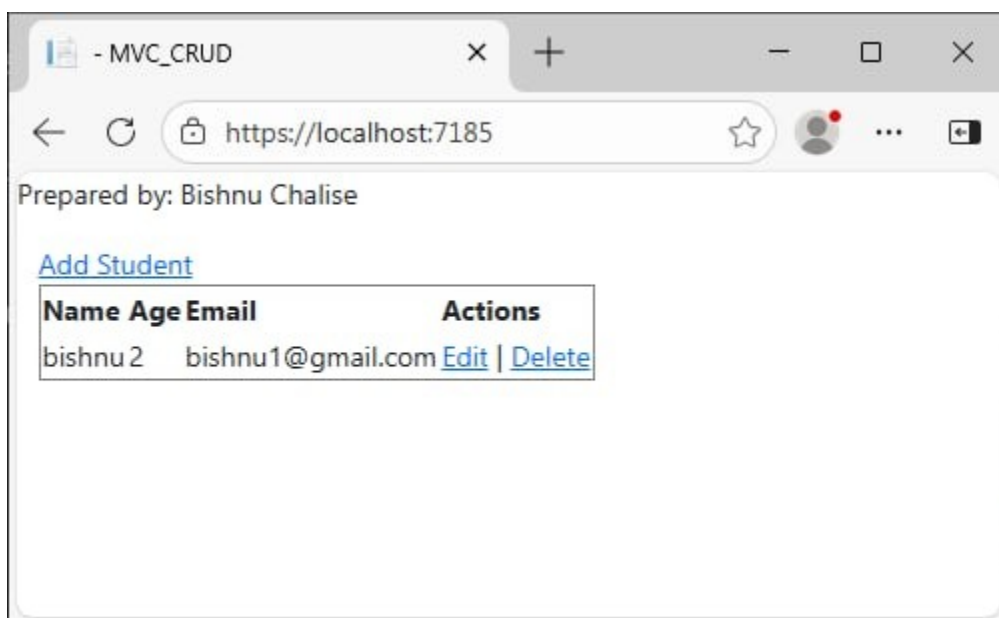 - MVC_CRUD
https://localhost:7185
Prepared by: Bishnu Chalise
Add Student
Name Age Email Actions
bishnu 2 bishnu1@gmail.com Edit | Delete